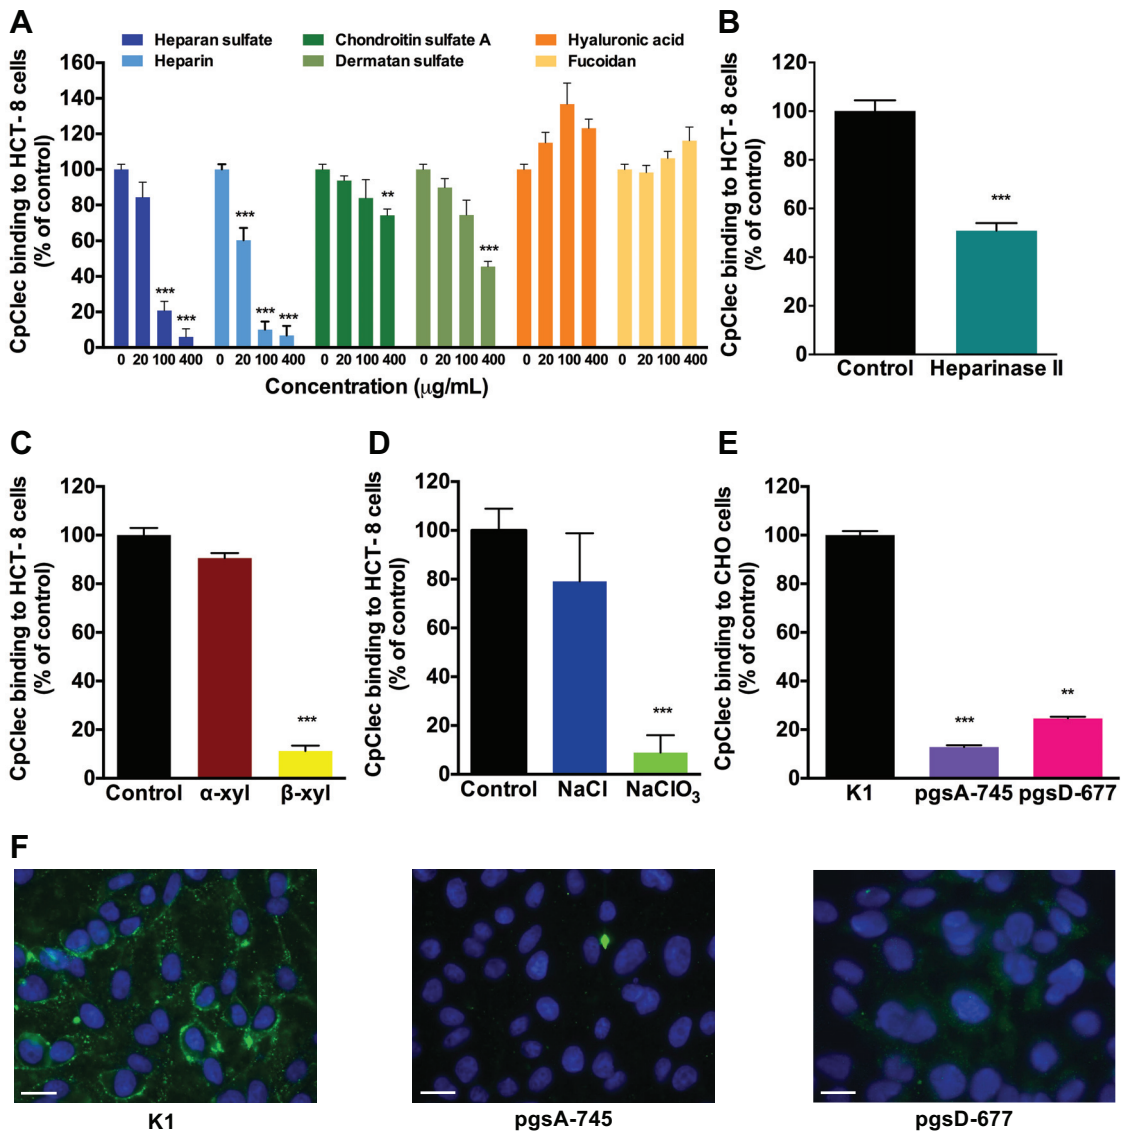 A
Heparan sulfate
Heparin
Chondroitin sulfate A
Dermatan sulfate
Hyaluronic acid
Fucoidan
CpClec binding to HCT- 8 cells
(% of control)
160
140
120
100
80
60
40
20
0
***
***
***
***
***
**
***
0 20 100 400
0 20 100 400
0 20 100 400
0 20 100 400
0 20 100 400
0 20 100 400
Concentration (μg/mL)
B
CpClec binding to HCT- 8 cells
(% of control)
120
100
80
60
40
20
0
***
Control
Heparinase II
C
CpClec binding to HCT- 8 cells
(% of control)
120
100
80
60
40
20
0
***
Control
α-xyl
β-xyl
D
CpClec binding to HCT- 8 cells
(% of control)
120
100
80
60
40
20
0
***
Control
NaCl
NaClO₃
E
CpClec binding to CHO cells
(% of control)
120
100
80
60
40
20
0
***
**
K1
pgsA-745
pgsD-677
F
K1
pgsA-745
pgsD-677